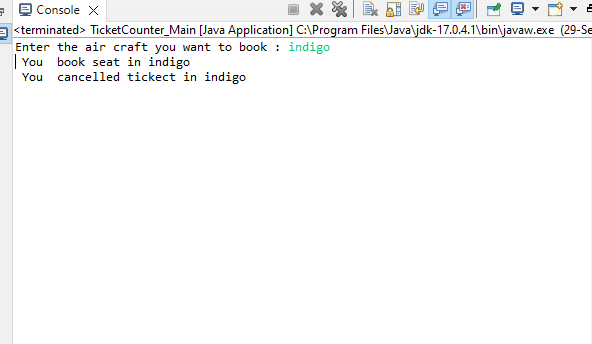 Console
<terminated> TicketCounter_Main [Java Application] C:\Program Files\Java\jdk-17.0.4.1\bin\javaw.exe (29-Se
Enter the air craft you want to book : indigo
You  book seat in indigo
You  cancelled tickect in indigo